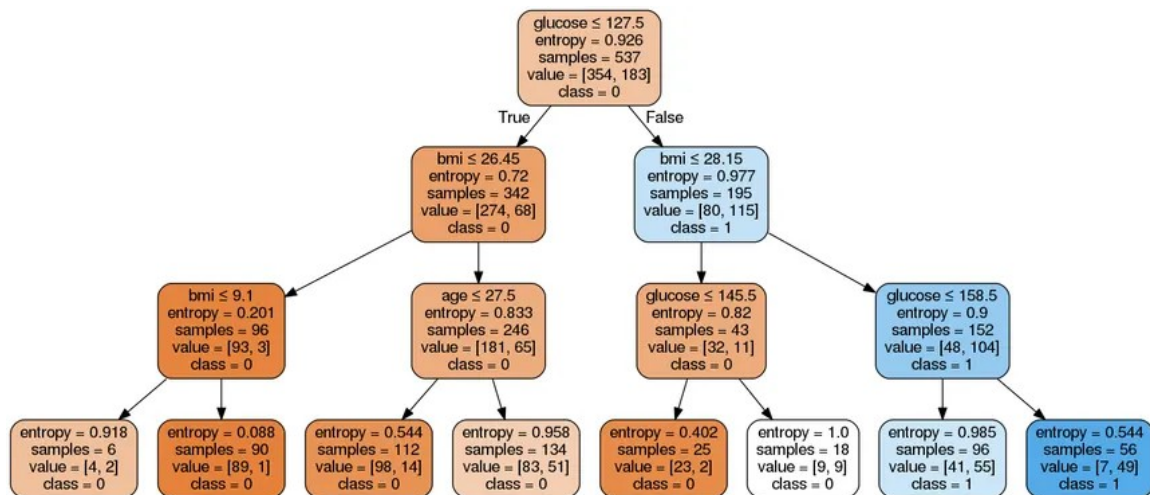 glucose ≤ 127.5
entropy = 0.926
samples = 537
value = [354, 183]
class = 0
True
False
bmi ≤ 26.45
entropy = 0.72
samples = 342
value = [274, 68]
class = 0
bmi ≤ 28.15
entropy = 0.977
samples = 195
value = [80, 115]
class = 1
bmi ≤ 9.1
entropy = 0.201
samples = 96
value = [93, 3]
class = 0
age ≤ 27.5
entropy = 0.833
samples = 246
value = [181, 65]
class = 0
glucose ≤ 145.5
entropy = 0.82
samples = 43
value = [32, 11]
class = 0
glucose ≤ 158.5
entropy = 0.9
samples = 152
value = [48, 104]
class = 1
entropy = 0.918
samples = 6
value = [4, 2]
class = 0
entropy = 0.088
samples = 90
value = [89, 1]
class = 0
entropy = 0.544
samples = 112
value = [98, 14]
class = 0
entropy = 0.958
samples = 134
value = [83, 51]
class = 0
entropy = 0.402
samples = 25
value = [23, 2]
class = 0
entropy = 1.0
samples = 18
value = [9, 9]
class = 0
entropy = 0.985
samples = 96
value = [41, 55]
class = 1
entropy = 0.544
samples = 56
value = [7, 49]
class = 1